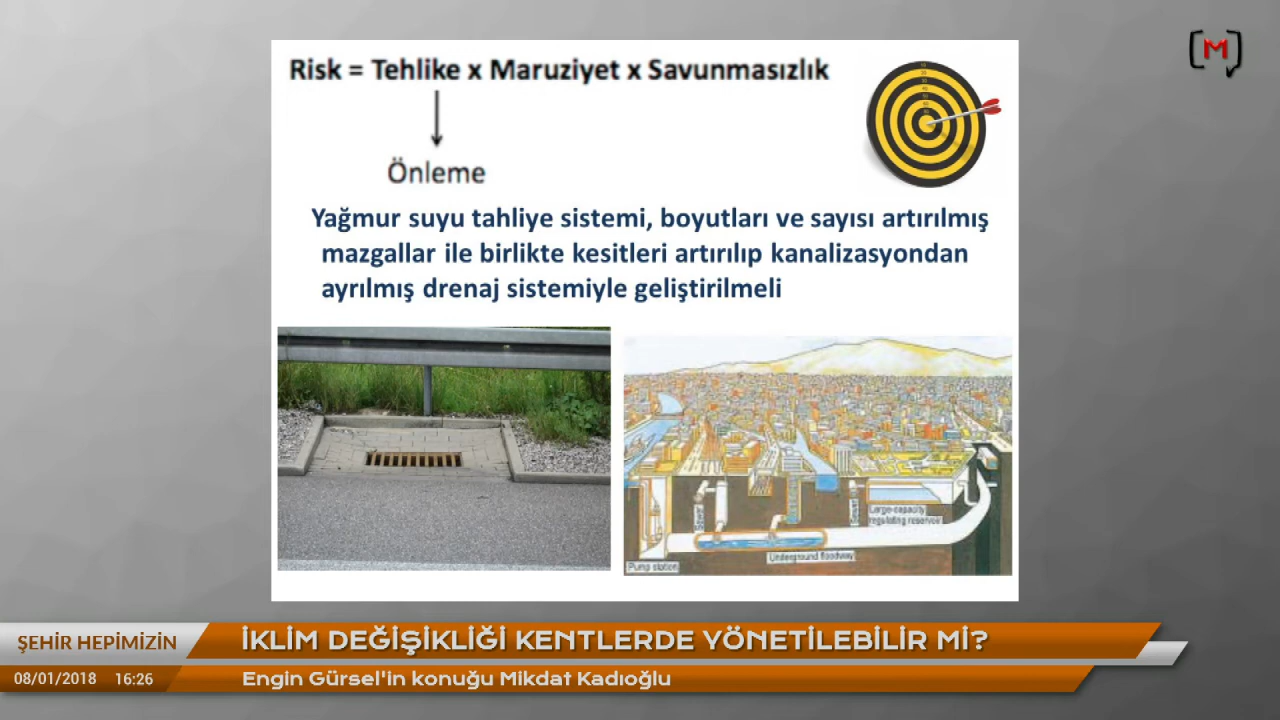 Risk = Tehlike x Maruziyet x Savunmasızlık
Önleme
Yağmur suyu tahliye sistemi, boyutları ve sayısı artırılmış
mazgallar ile birlikte kesitleri artırılıp kanalizasyondan
ayrılmış drenaj sistemiyle geliştirilmeli
Large-capacity
regulating reservoir
Underground floodway
Pump station
ŞEHİR HEPİMİZİN
İKLİM DEĞİŞİKLİĞİ KENTLERDE YÖNETİLEBİLİR Mİ?
08/01/2018 16:26
Engin Gürsel'in konuğu Mikdat Kadıoğlu